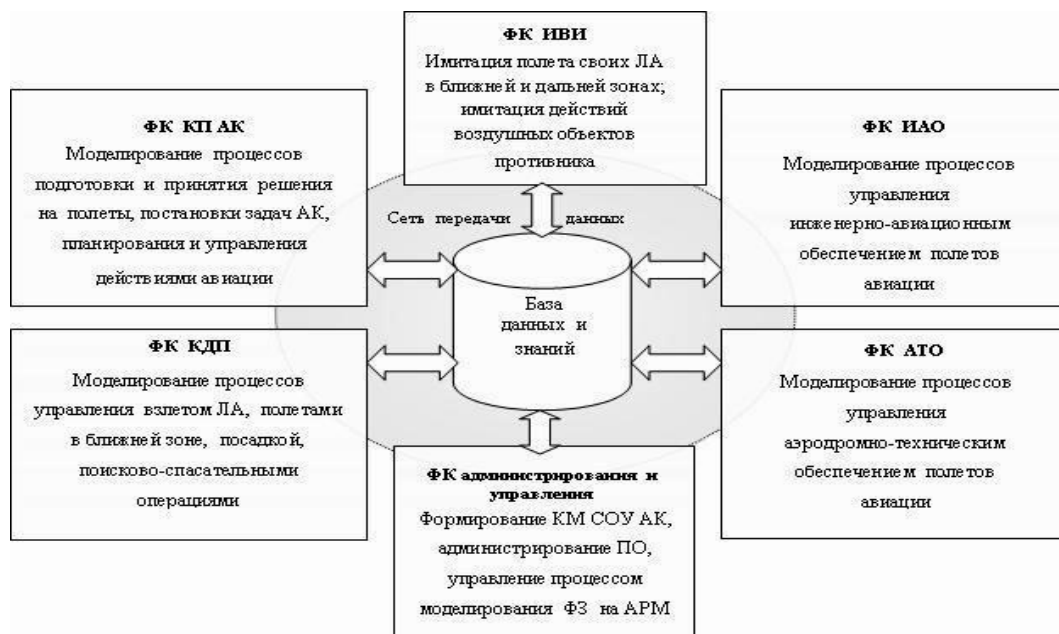 ФК ИВИ
Имитация полета своих ЛА
в ближней и дальней зонах;
имитация действий
воздушных объектов
противника
ФК КП АК
Моделирование процессов
подготовки и принятия решения
на полеты, постановки задач АК,
планирования и управления
действиями авиации
ФК ИАО
Моделирование процессов
управления
инженерно-авиационным
обеспечением полетов
авиации
Сеть передачи данных
База
данных и
знаний
ФК КДП
Моделирование процессов
управления взлетом ЛА, полетами
в ближней зоне, посадкой,
поисково-спасательными
операциями
ФК АТО
Моделирование процессов
управления
аэродромно-техническим
обеспечением полетов
авиации
ФК администрирования и
управления
Формирование КМ СОУ АК,
администрирование ПО,
управление процессом
моделирования ФЗ на АРМ